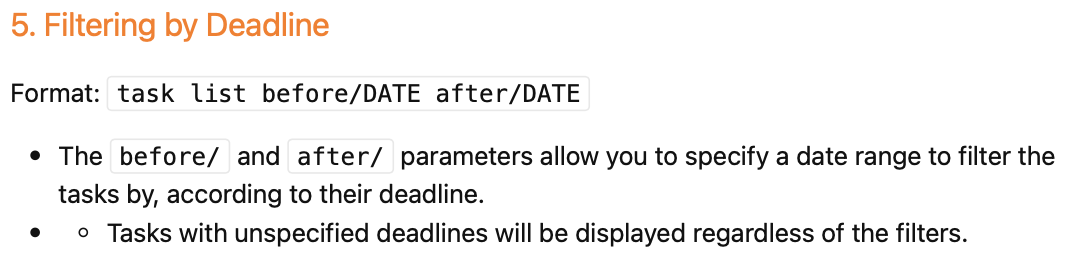 5. Filtering by Deadline
Format: task list before/DATE after/DATE
• The before/ and after/ parameters allow you to specify a date range to filter the
tasks by, according to their deadline.
• ◦ Tasks with unspecified deadlines will be displayed regardless of the filters.